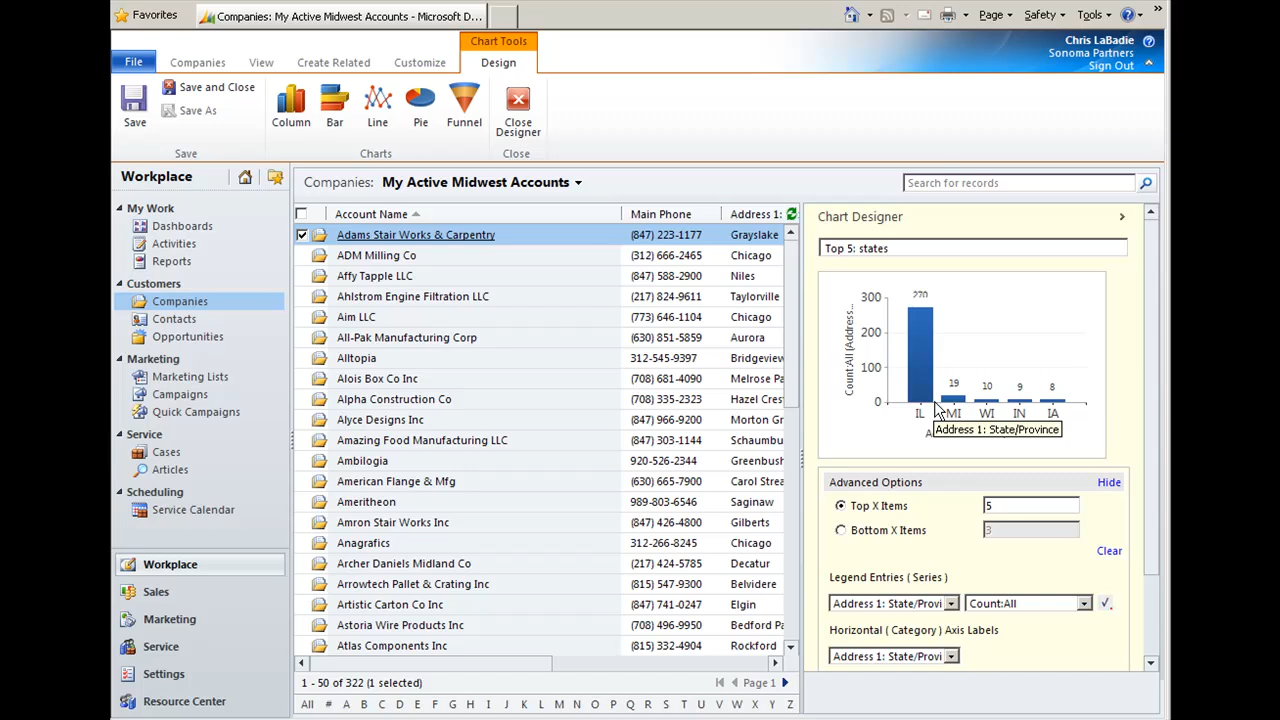 Favorites
Companies: My Active Midwest Accounts - Microsoft D...
Page
Safety
Tools
Chart Tools
Chris LaBadie
Sonoma Partners
Sign Out
File
Companies
View
Create Related
Customize
Design
Save
Save and Close
Save As
Column
Bar
Line
Pie
Funnel
Close Designer
Save
Charts
Close
Workplace
My Work
Dashboards
Activities
Reports
Customers
Companies
Contacts
Opportunities
Marketing
Marketing Lists
Campaigns
Quick Campaigns
Service
Cases
Articles
Scheduling
Service Calendar
Workplace
Sales
Marketing
Service
Settings
Resource Center
Companies: My Active Midwest Accounts
Search for records
Account Name Main Phone Address 1:
Adams Stair Works & Carpentry (847) 223-1177 Grayslake
ADM Milling Co (312) 666-2465 Chicago
Affy Tapple LLC (847) 588-2900 Niles
Ahlstrom Engine Filtration LLC (217) 824-9611 Taylorville
Aim LLC (773) 646-1104 Chicago
All-Pak Manufacturing Corp (630) 851-5859 Aurora
Alltopia 312-545-9397 Bridgeview
Alois Box Co Inc (708) 681-4090 Melrose Pa
Alpha Construction Co (708) 335-2323 Hazel Crest
Alyce Designs Inc (847) 966-9200 Morton Gr
Amazing Food Manufacturing LLC (847) 303-1144 Schaumbu
Ambilogia 920-526-2344 Greenbush
American Flange & Mfg (630) 665-7900 Carol Strea
Ameritheon 989-803-6546 Saginaw
Amron Stair Works Inc (847) 426-4800 Gilberts
Anagrafics 312-266-8245 Chicago
Archer Daniels Midland Co (217) 424-5785 Decatur
Arrowtech Pallet & Crating Inc (815) 547-9300 Belvidere
Artistic Carton Co Inc (847) 741-0247 Elgin
Astoria Wire Products Inc (708) 496-9950 Bedford Pa
Atlas Components Inc (815) 332-4904 Rockford
1 - 50 of 322 (1 selected)
Page 1
All # A B C D E F G H I J K L M N O P Q R S T U V W X Y Z
Chart Designer
Top 5: states
Count:All (Address...
300
200
100
0
270
19
10
9
8
IL MI WI IN IA
A
Address 1: State/Province
Advanced Options Hide
Top X Items 5
Bottom X Items 3
Clear
Legend Entries ( Series )
Address 1: State/Provi Count:All
Horizontal ( Category ) Axis Labels
Address 1: State/Provi